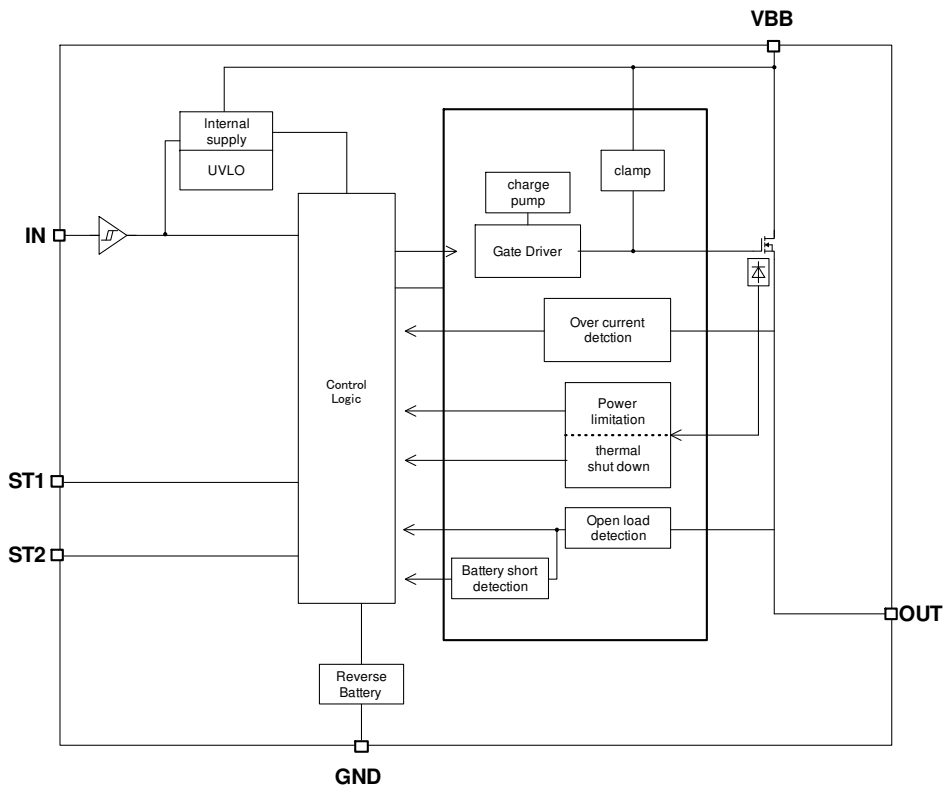 VBB
Internal
supply
UVLO
clamp
charge
pump
IN
Gate Driver
Over current
detction
Control
Logic
Power
limitation
thermal
shut down
ST1
Open load
detection
ST2
Battery short
detection
OUT
Reverse
Battery
GND